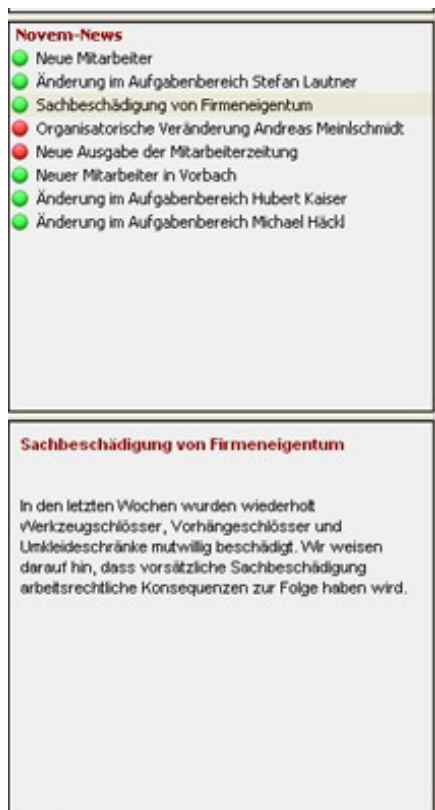 Novem-News
Neue Mitarbeiter
Änderung im Aufgabenbereich Stefan Lautner
Sachbeschädigung von Firmeneigentum
Organisatorische Veränderung Andreas Meinlschmidt
Neue Ausgabe der Mitarbeiterzeitung
Neuer Mitarbeiter in Vorbach
Änderung im Aufgabenbereich Hubert Kaiser
Änderung im Aufgabenbereich Michael Häckl
Sachbeschädigung von Firmeneigentum
In den letzten Wochen wurden wiederholt
Werkzeugschlösser, Vorhängeschlösser und
Umkleideschränke mutwillig beschädigt. Wir weisen
darauf hin, dass vorsätzliche Sachbeschädigung
arbeitsrechtliche Konsequenzen zur Folge haben wird.